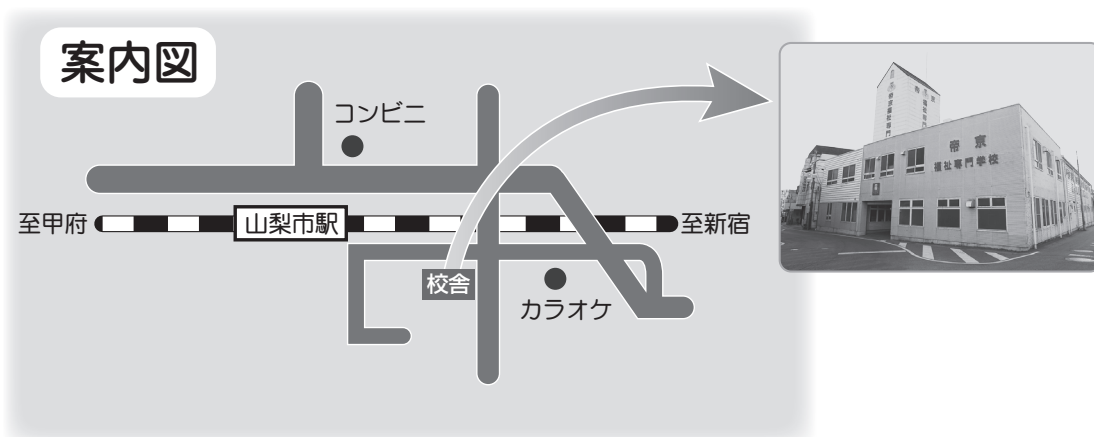 案内図
コンビニ
至甲府
山梨市駅
至新宿
校舎
カラオケ
帝京
福祉専門学校